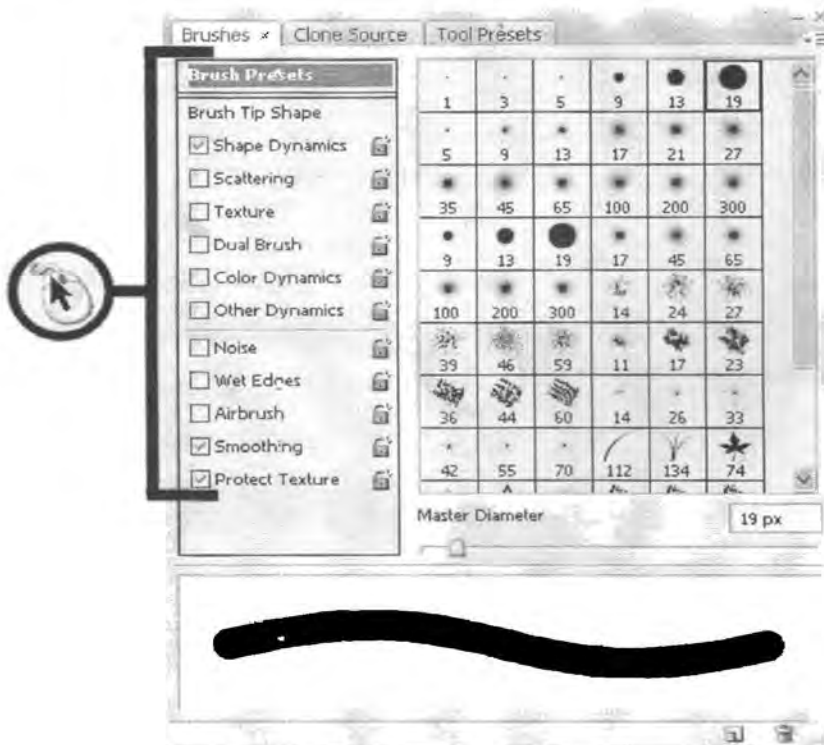 Brushes × Clone Source Tool Presets
Brush Presets
Brush Tip Shape
Shape Dynamics
Scattering
Texture
Dual Brush
Color Dynamics
Other Dynamics
Noise
Wet Edges
Airbrush
Smoothing
Protect Texture
1 3 5 9 13 19
5 9 13 17 21 27
35 45 65 100 200 300
9 13 19 17 45 65
100 200 300 14 24 27
39 46 59 11 17 23
36 44 60 14 26 33
42 55 70 112 134 74
Master Diameter 19 px